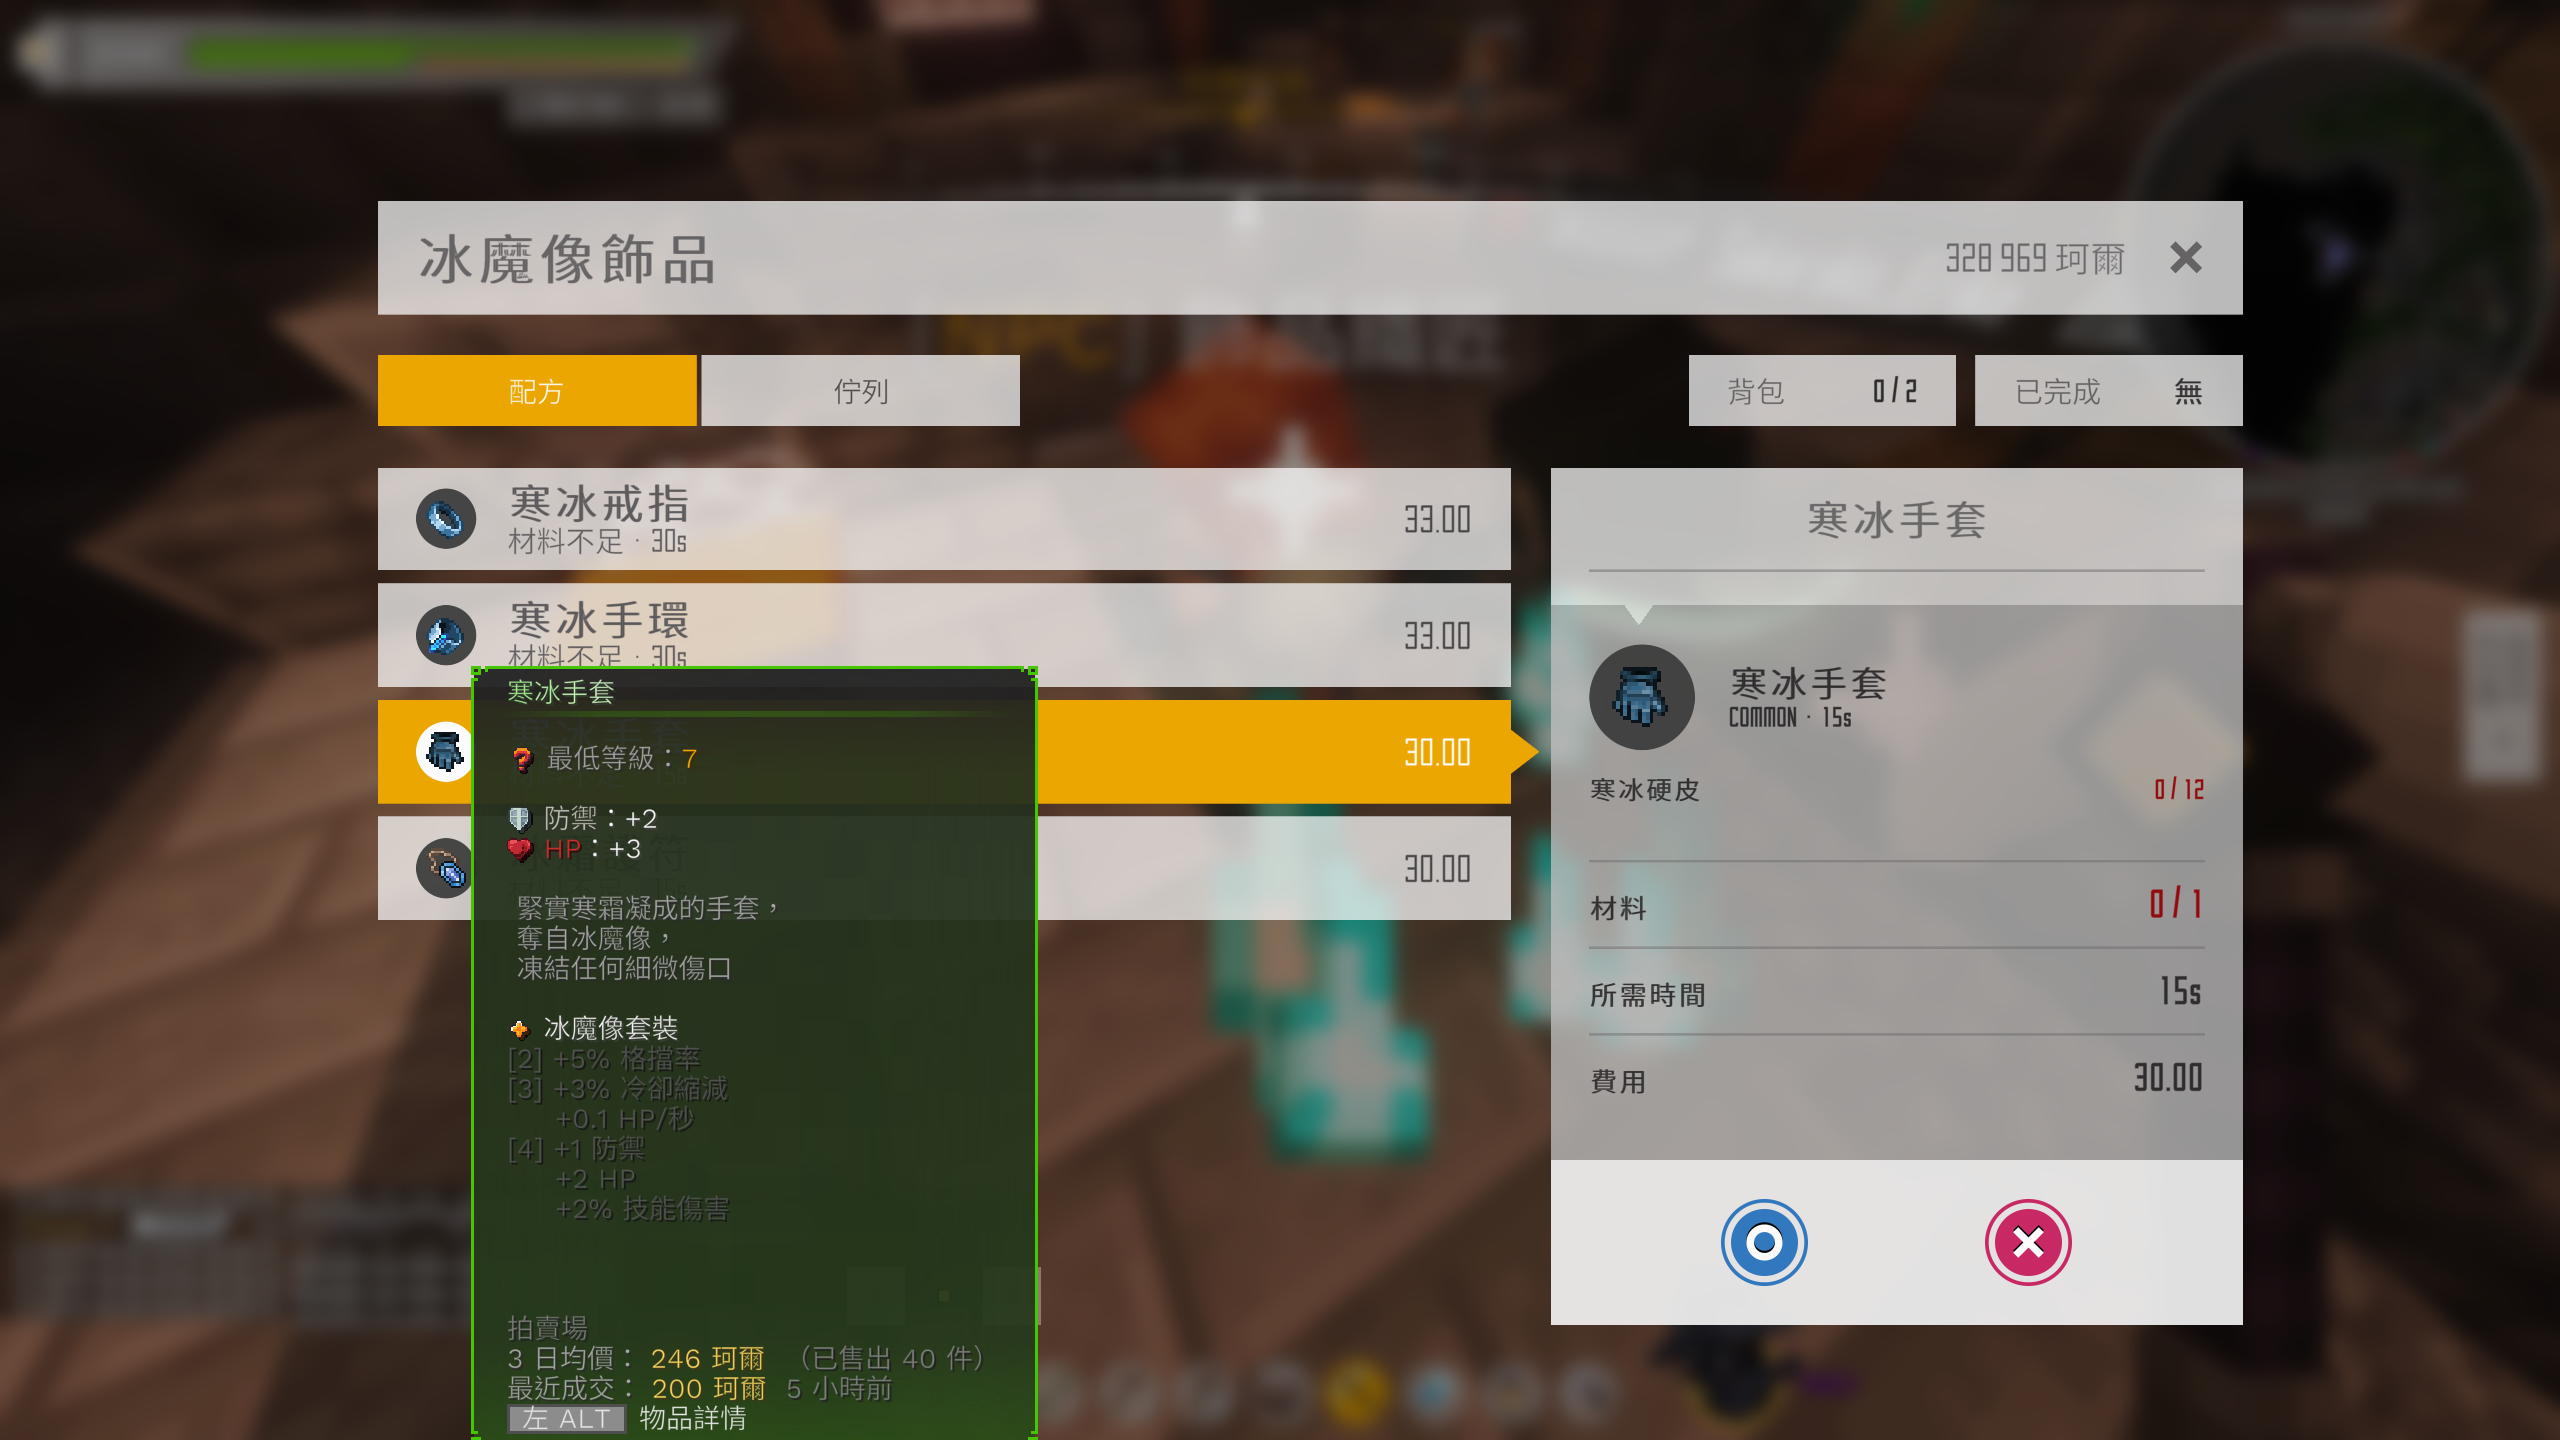 冰魔像飾品
328 969 珂爾
配方
佇列
背包 0/2
已完成 無
寒冰戒指
材料不足 · 30s
33.00
寒冰手環
材料不足 · 30s
33.00
30.00
30.00
寒冰手套
最低等級：7
防禦：+2
HP：+3
緊實寒霜凝成的手套，
奪自冰魔像，
凍結任何細微傷口
冰魔像套裝
[2] +5% 格擋率
[3] +3% 冷卻縮減
+0.1 HP/秒
[4] +1 防禦
+2 HP
+2% 技能傷害
拍賣場
3 日均價： 246 珂爾 （已售出 40 件）
最近成交： 200 珂爾 5 小時前
左 ALT 物品詳情
寒冰手套
寒冰手套
COMMON · 15s
寒冰硬皮 0/12
材料 0/1
所需時間 15s
費用 30.00